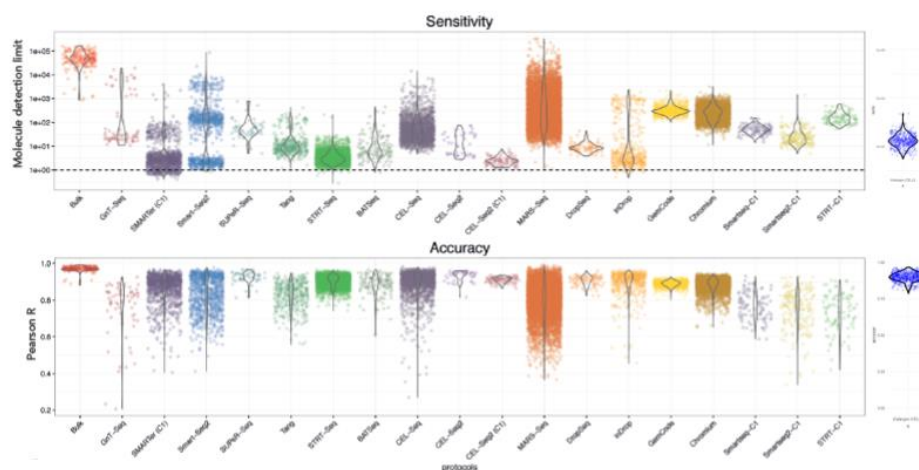 Sensitivity
Molecule detection limit
1e+05
1e+04
1e+03
1e+02
1e+01
1e+00
Bulk
GnT-Seq
SMARTer (C1)
Smart-Seq2
SUPeR-Seq
Tang
STRT-Seq
BATSeq
CEL-Seq
CEL-Seq2
CEL-Seq2 (C1)
MARS-Seq
DropSeq
inDrop
GemCode
Chromium
Smartseq-C1
Smartseq2-C1
STRT-C1
Accuracy
Pearson R
1.0
0.8
0.6
0.4
0.2
Bulk
GnT-Seq
SMARTer (C1)
Smart-Seq2
SUPeR-Seq
Tang
STRT-Seq
BATSeq
CEL-Seq
CEL-Seq2
CEL-Seq2 (C1)
MARS-Seq
DropSeq
inDrop
GemCode
Chromium
Smartseq-C1
Smartseq2-C1
STRT-C1
protocols